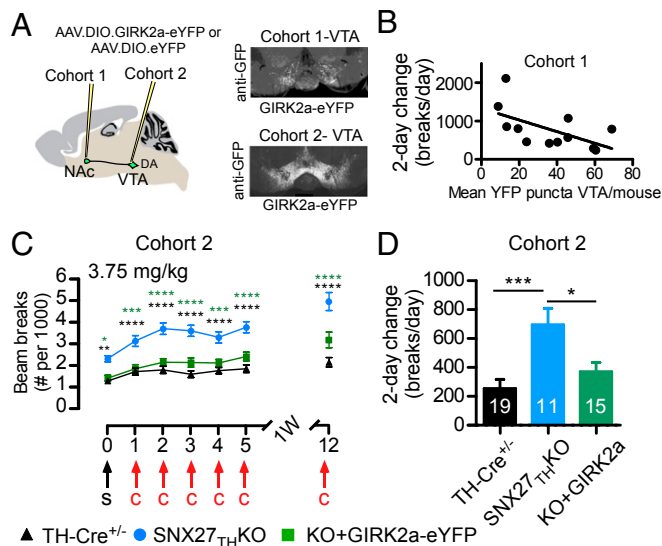 A
AAV.DIO.GIRK2a-eYFP or
AAV.DIO.eYFP
Cohort 1
Cohort 2
NAc
VTA
DA
Cohort 1-VTA
anti-GFP
GIRK2a-eYFP
Cohort 2- VTA
anti-GFP
GIRK2a-eYFP
B
Cohort 1
2-day change
(breaks/day)
2000
1000
0
0 20 40 60 80
Mean YFP puncta VTA/mouse
C
Cohort 2
3.75 mg/kg
Beam breaks
(# per 1000)
6
5
4
3
2
1
0
*
**
***
****
****
****
****
****
***
****
****
****
****
****
0 1 2 3 4 5 1W 12
S C C C C C C
TH-Cre+/- SNX27THKO KO+GIRK2a-eYFP
D
Cohort 2
2-day change
(breaks/day)
1000
800
600
400
200
0
***
*
19 11 15
TH-Cre+/-
SNX27THKO
KO+GIRK2a